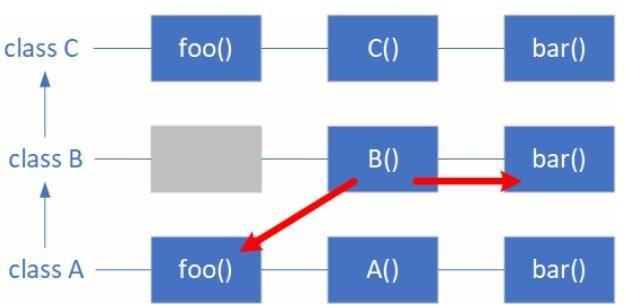 class C foo() C() bar()
class B B() bar()
class A foo() A() bar()